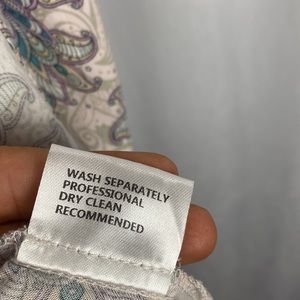 WASH SEPARATELY
PROFESSIONAL
DRY CLEAN
RECOMMENDED